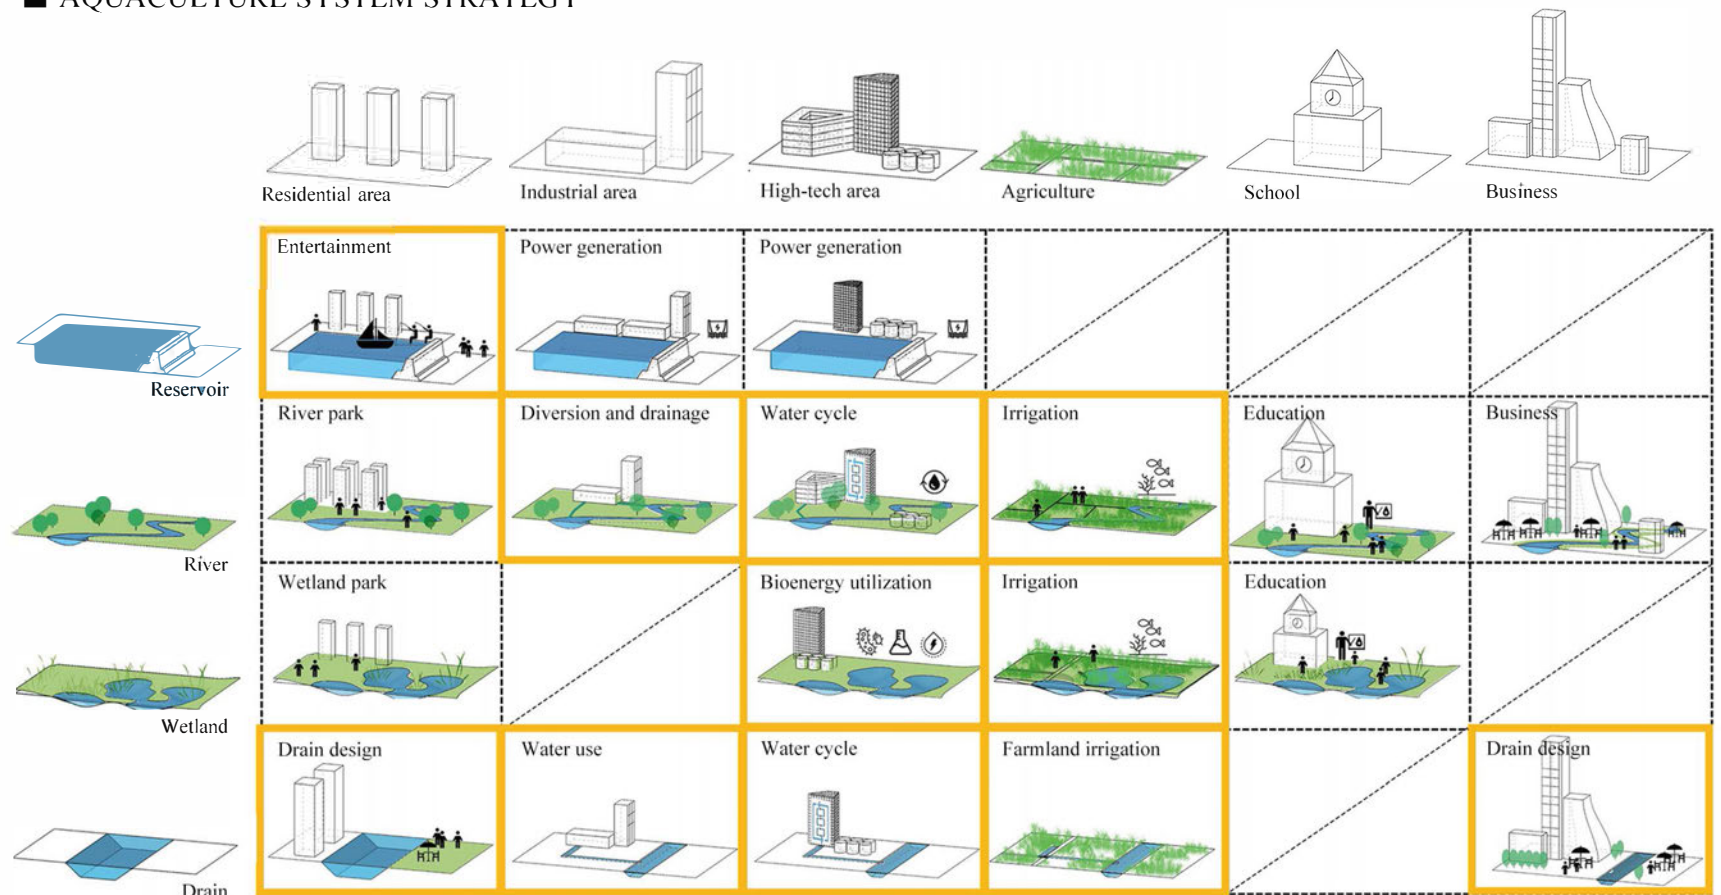 AQUACULTURE SYSTEM STRATEGY
Residential area
Industrial area
High-tech area
Agriculture
School
Business
Entertainment
Power generation
Power generation
Reservoir
River park
Diversion and drainage
Water cycle
Irrigation
Education
Business
River
Wetland park
Bioenergy utilization
Irrigation
Education
Wetland
Drain design
Water use
Water cycle
Farmland irrigation
Drain design
Drain